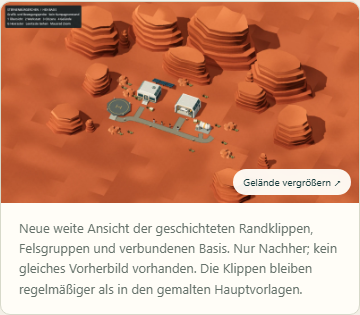 Gelände vergrößern ↗
Neue weite Ansicht der geschichteten Randklippen,
Felsgruppen und verbundenen Basis. Nur Nachher; kein
gleiches Vorherbild vorhanden. Die Klippen bleiben
regelmäßiger als in den gemalten Hauptvorlagen.